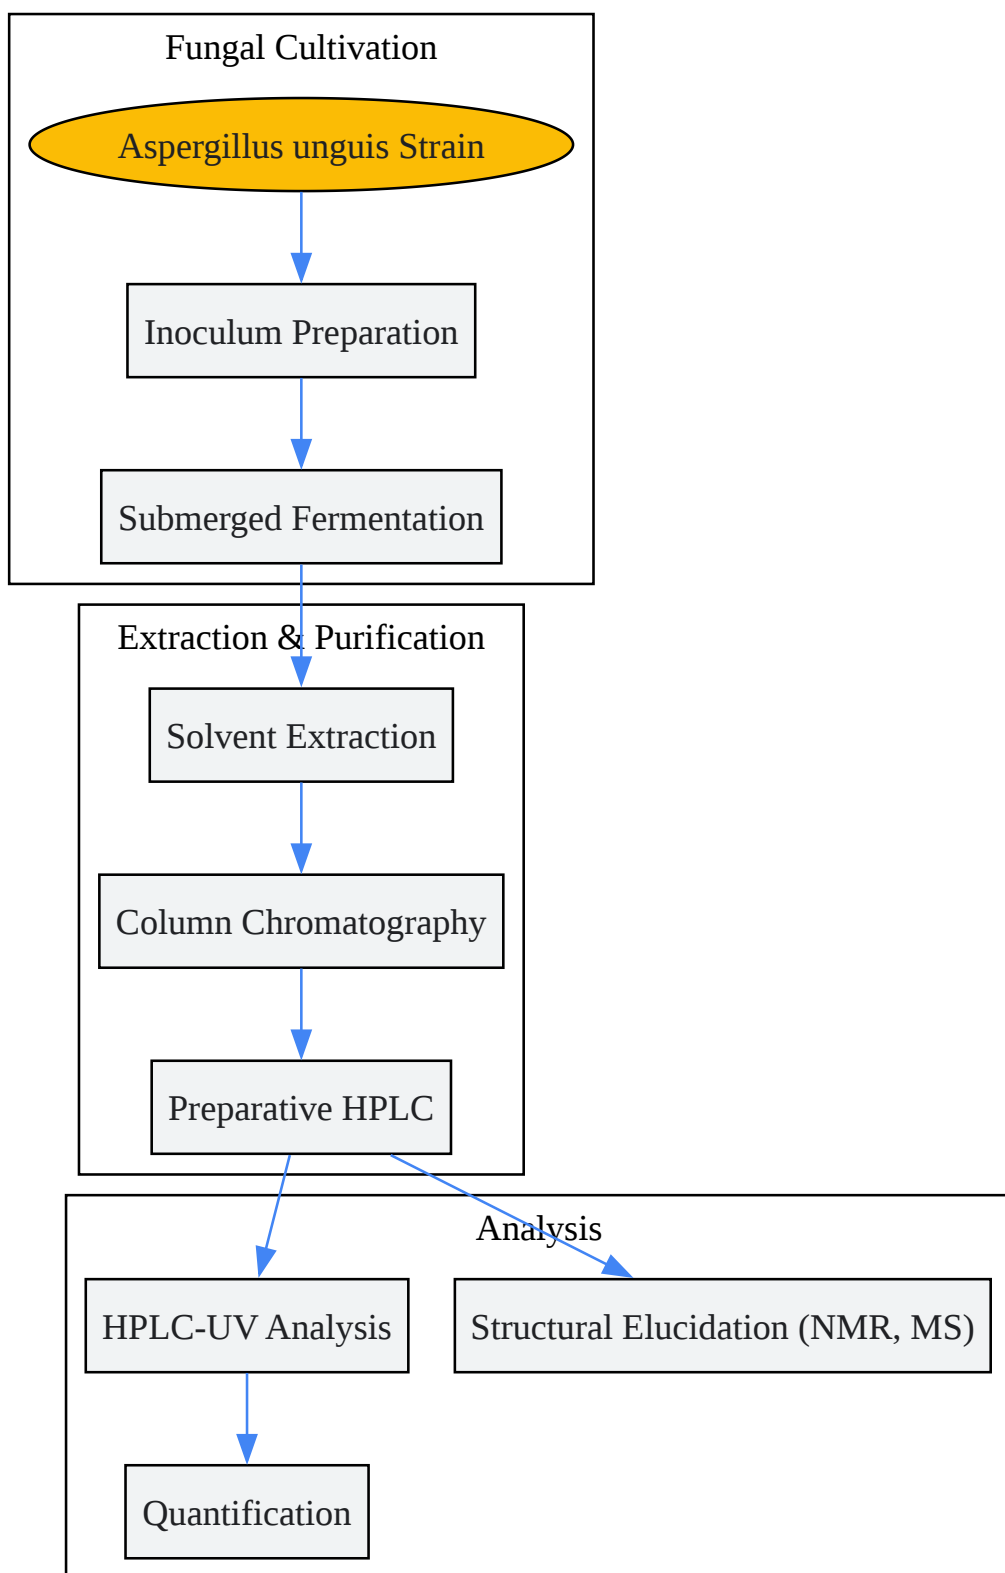 Fungal Cultivation
Aspergillus unguis Strain
Inoculum Preparation
Submerged Fermentation
Extraction & Purification
Solvent Extraction
Column Chromatography
Preparative HPLC
Analysis
HPLC-UV Analysis
Structural Elucidation (NMR, MS)
Quantification